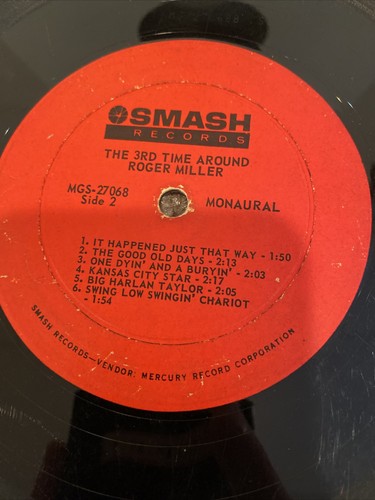 SMASH
RECORDS
THE 3RD TIME AROUND
ROGER MILLER
MGS-27068
Side 2
MONAURAL
1. IT HAPPENED JUST THAT WAY - 1:50
2. THE GOOD OLD DAYS - 2:13
3. ONE DYIN' AND A BURYIN' - 2:03
4. KANSAS CITY STAR - 2:17
5. BIG HARLAN TAYLOR - 2:05
6. SWING LOW SWINGIN' CHARIOT
- 1:54
SMASH RECORDS—VENDOR: MERCURY RECORD CORPORATION